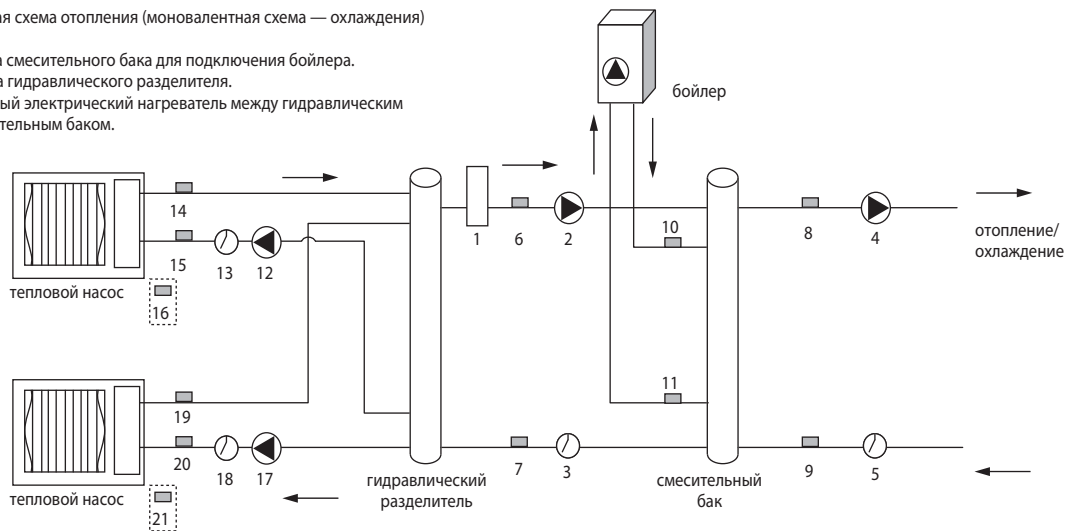 ая схема отопления (моновалентная схема — охлаждения)
а смесительного бака для подключения бойлера.
а гидравлического разделителя.
ый электрический нагреватель между гидравлическим
тельным баком.
бойлер
14
1
6
2
10
8
4
отопление/
охлаждение
15
13
12
тепловой насос
16
19
11
20
18
17
7
3
9
5
гидравлический
разделитель
смесительный
бак
тепловой насос
21